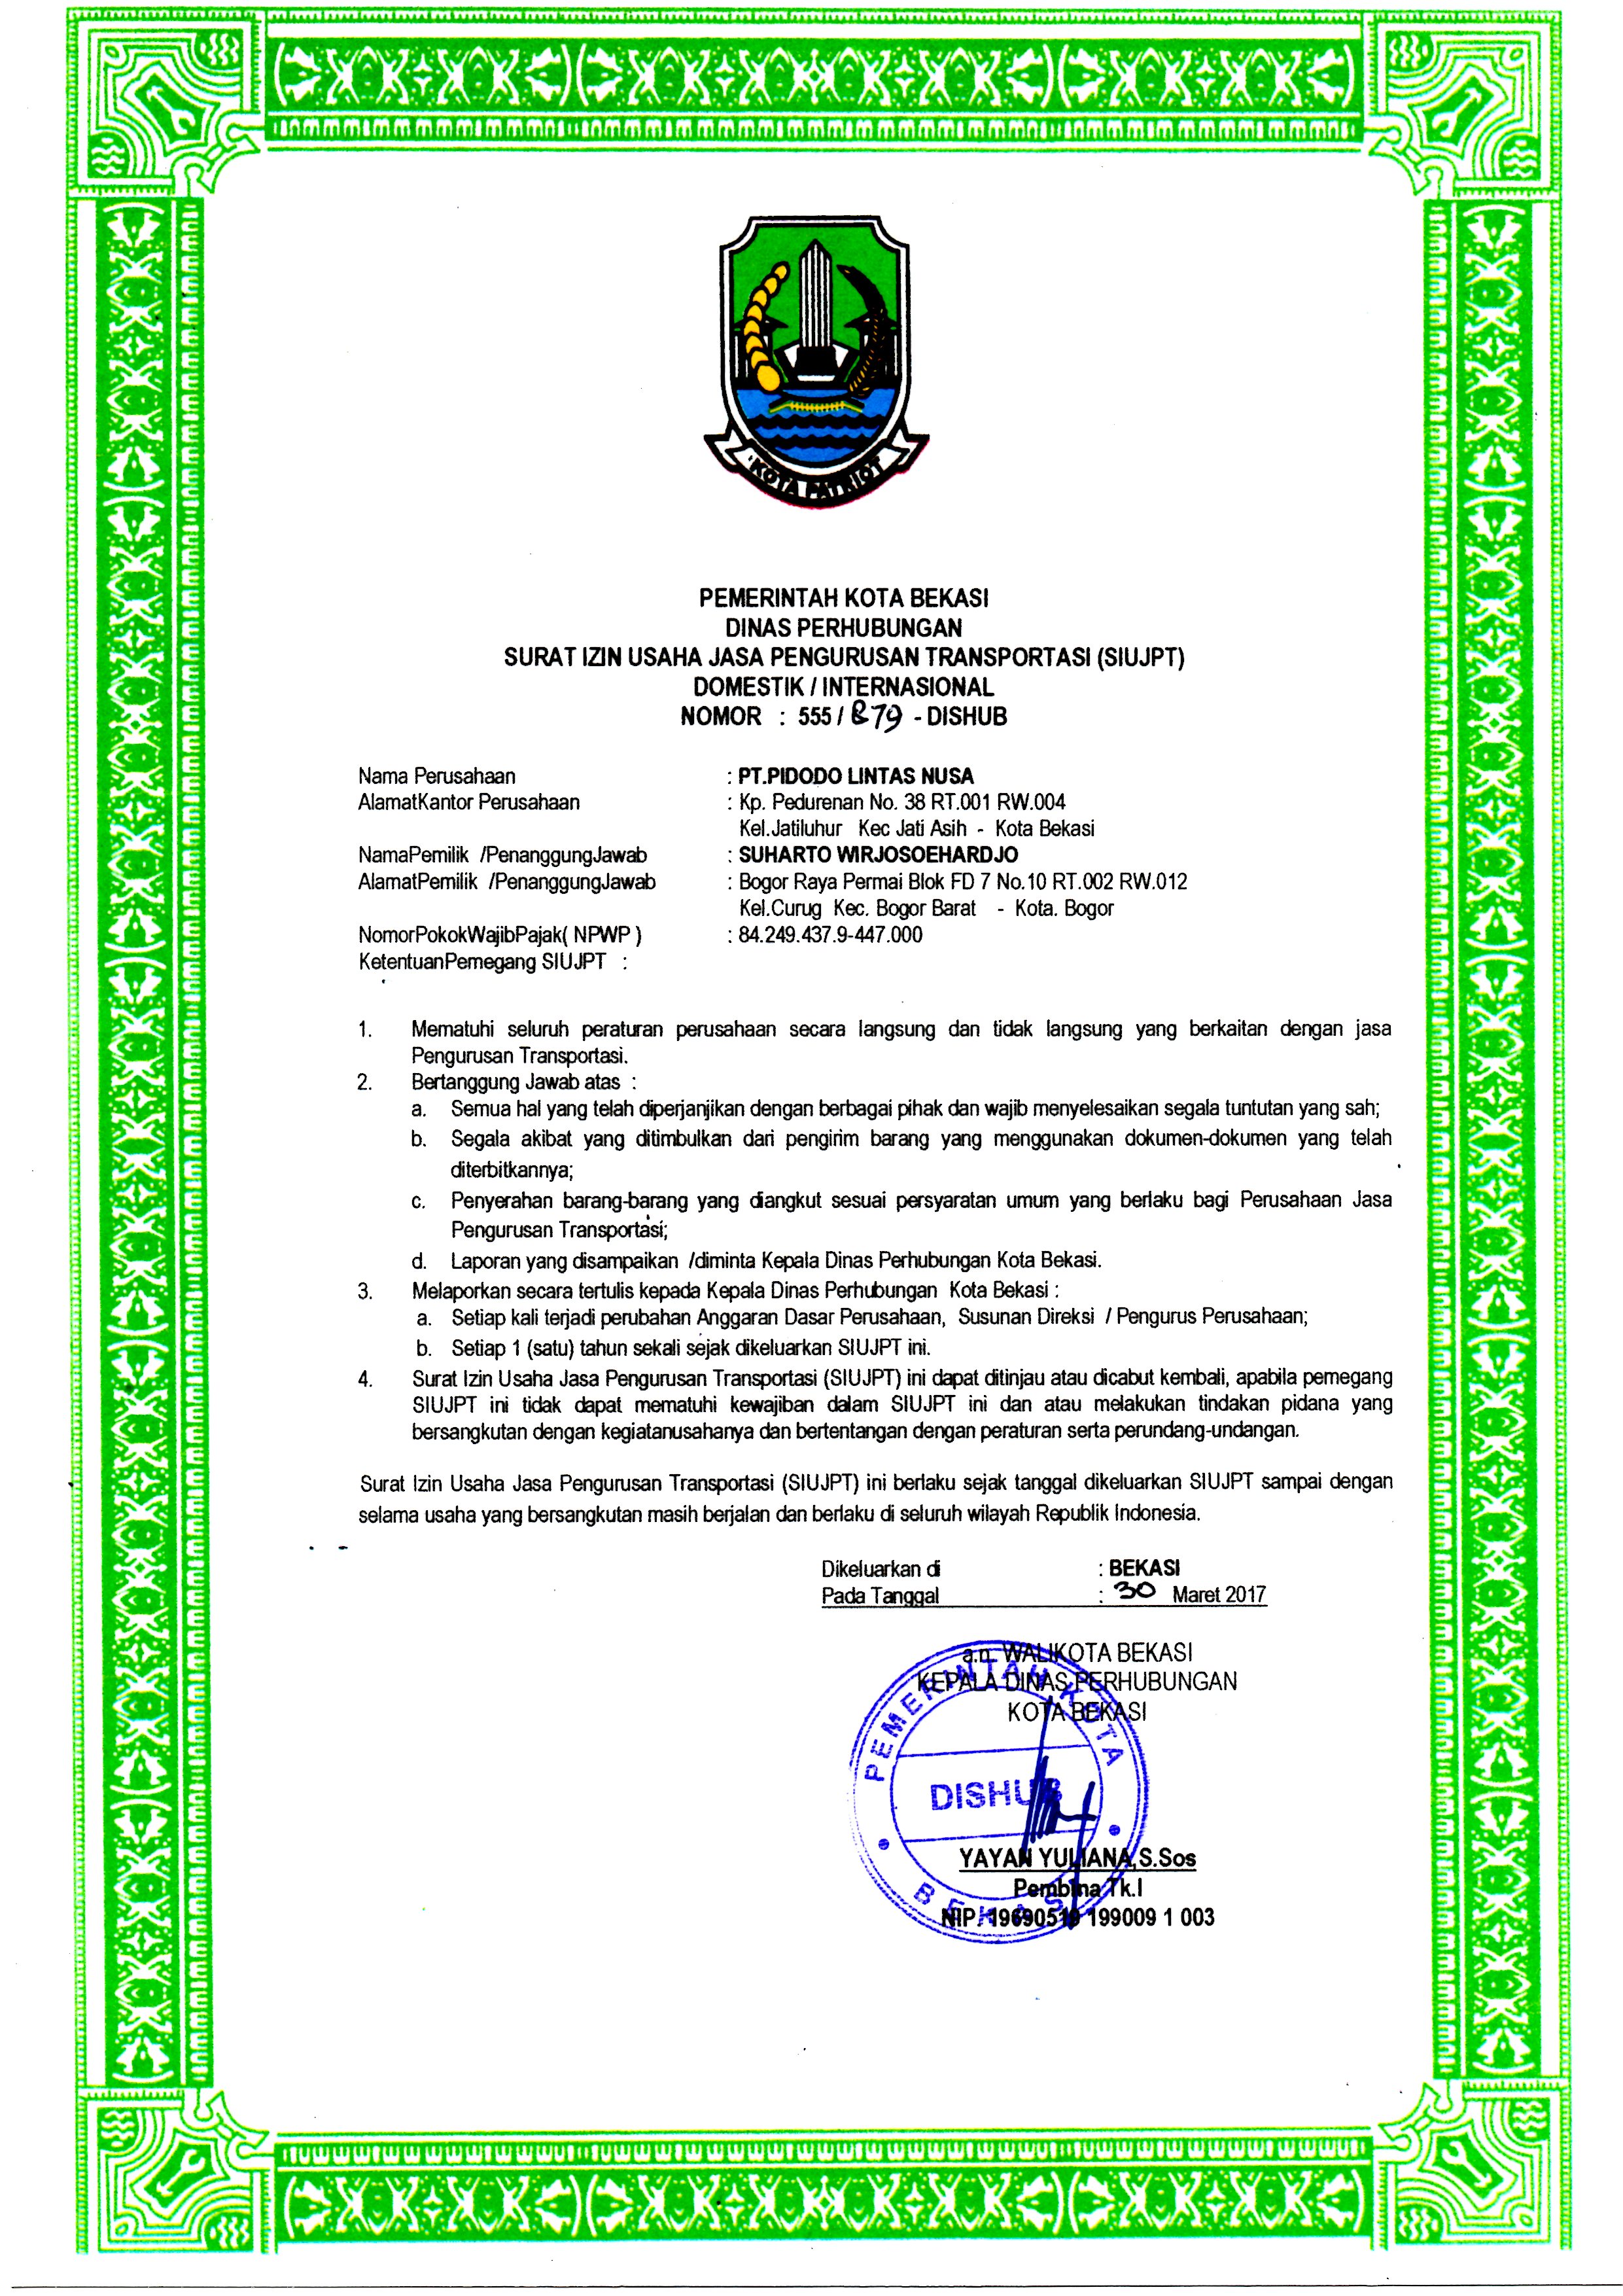 KOTA PATRIOT
PEMERINTAH KOTA BEKASI
DINAS PERHUBUNGAN
SURAT IZIN USAHA JASA PENGURUSAN TRANSPORTASI (SIUJPT)
DOMESTIK / INTERNASIONAL
NOMOR : 555 / 879 - DISHUB
Nama Perusahaan : PT.PIDODO LINTAS NUSA
AlamatKantor Perusahaan : Kp. Pedurenan No. 38 RT.001 RW.004
Kel.Jatiluhur Kec Jati Asih - Kota Bekasi
NamaPemilik /PenanggungJawab : SUHARTO WIRJOSOEHARDJO
AlamatPemilik /PenanggungJawab : Bogor Raya Permai Blok FD 7 No.10 RT.002 RW.012
Kel.Curug Kec. Bogor Barat - Kota. Bogor
NomorPokokWajibPajak( NPWP ) : 84.249.437.9-447.000
KetentuanPemegang SIUJPT :
1. Mematuhi seluruh peraturan perusahaan secara langsung dan tidak langsung yang berkaitan dengan jasa
Pengurusan Transportasi.
2. Bertanggung Jawab atas :
a. Semua hal yang telah diperjanjikan dengan berbagai pihak dan wajib menyelesaikan segala tuntutan yang sah;
b. Segala akibat yang ditimbulkan dari pengirim barang yang menggunakan dokumen-dokumen yang telah
diterbitkannya;
c. Penyerahan barang-barang yang diangkut sesuai persyaratan umum yang berlaku bagi Perusahaan Jasa
Pengurusan Transportasi;
d. Laporan yang disampaikan /diminta Kepala Dinas Perhubungan Kota Bekasi.
3. Melaporkan secara tertulis kepada Kepala Dinas Perhubungan Kota Bekasi :
a. Setiap kali terjadi perubahan Anggaran Dasar Perusahaan, Susunan Direksi / Pengurus Perusahaan;
b. Setiap 1 (satu) tahun sekali sejak dikeluarkan SIUJPT ini.
4. Surat Izin Usaha Jasa Pengurusan Transportasi (SIUJPT) ini dapat ditinjau atau dicabut kembali, apabila pemegang
SIUJPT ini tidak dapat mematuhi kewajiban dalam SIUJPT ini dan atau melakukan tindakan pidana yang
bersangkutan dengan kegiatanusahanya dan bertentangan dengan peraturan serta perundang-undangan.
Surat Izin Usaha Jasa Pengurusan Transportasi (SIUJPT) ini berlaku sejak tanggal dikeluarkan SIUJPT sampai dengan
selama usaha yang bersangkutan masih berjalan dan berlaku di seluruh wilayah Republik Indonesia.
Dikeluarkan di : BEKASI
Pada Tanggal : 30 Maret 2017
a.n. WALIKOTA BEKASI
KEPALA DINAS PERHUBUNGAN
KOTA BEKASI
PEMERINTAH KOTA
DISHUB
BEKASI
YAYAN YULIANA,S.Sos
Pembina Tk.I
NIP. 19690519 199009 1 003